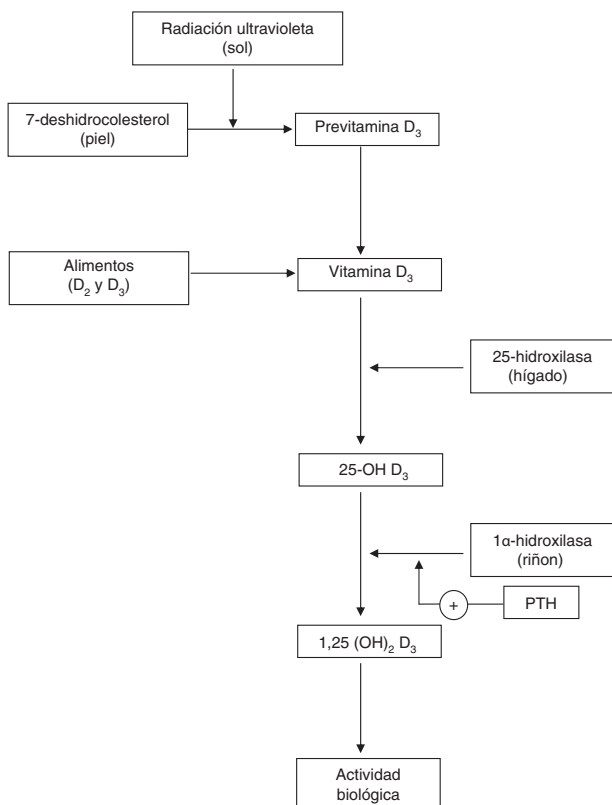 Radiación ultravioleta
(sol)
7-deshidrocolesterol
(piel)
Previtamina D₃
Alimentos
(D₂ y D₃)
Vitamina D₃
25-hidroxilasa
(hígado)
25-OH D₃
1α-hidroxilasa
(riñon)
+
PTH
1,25 (OH)₂ D₃
Actividad
biológica